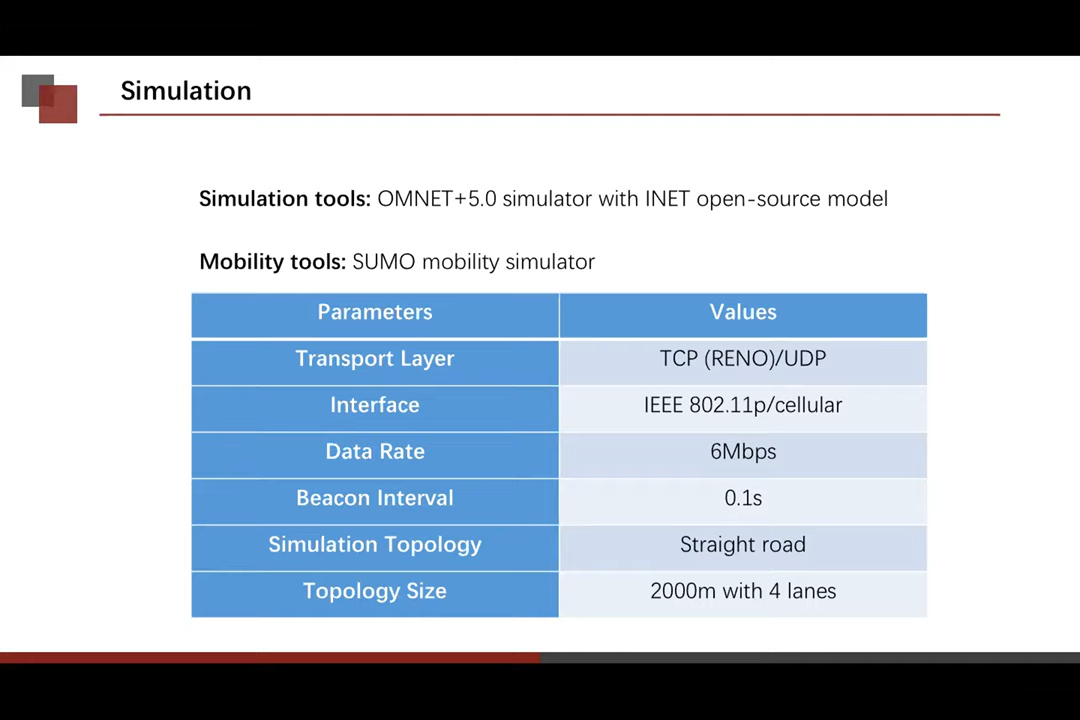 Simulation
Simulation tools: OMNET+5.0 simulator with INET open-source model
Mobility tools: SUMO mobility simulator
Parameters Values
Transport Layer TCP (RENO)/UDP
Interface IEEE 802.11p/cellular
Data Rate 6Mbps
Beacon Interval 0.1s
Simulation Topology Straight road
Topology Size 2000m with 4 lanes